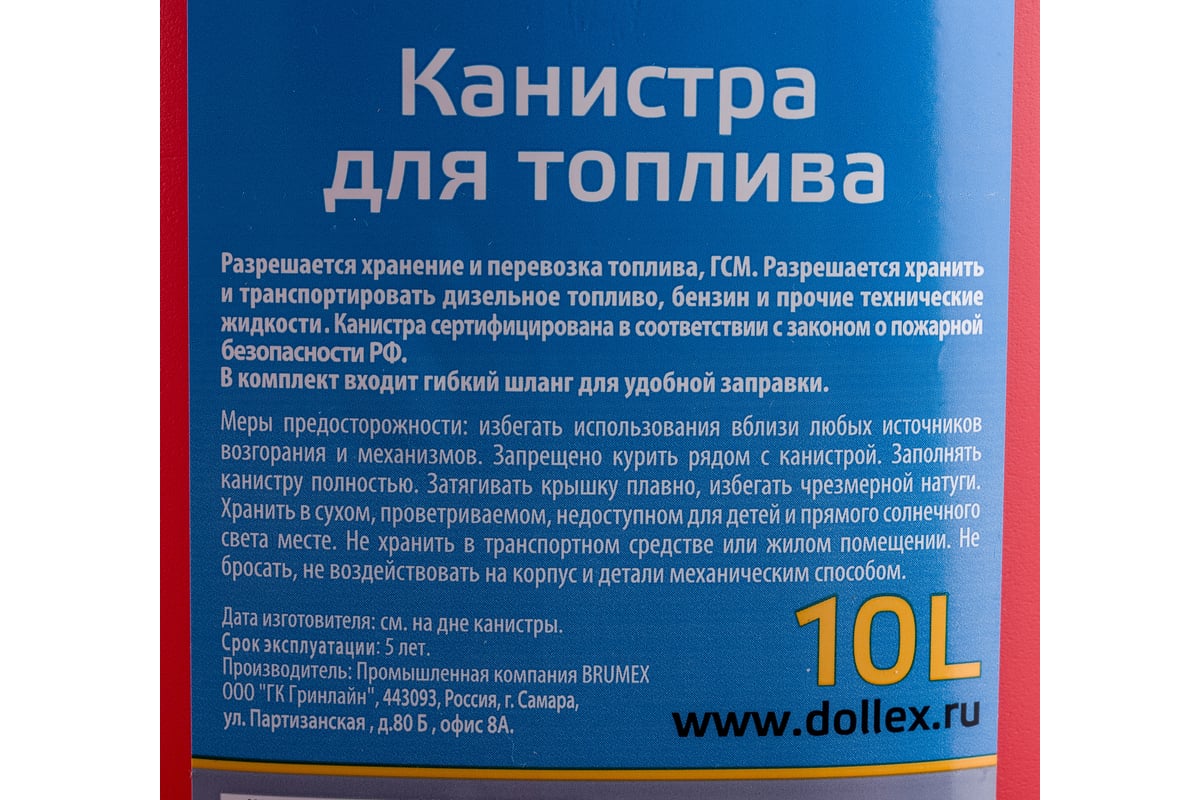 Канистра
для топлива
Разрешается хранение и перевозка топлива, ГСМ. Разрешается хранить
и транспортировать дизельное топливо, бензин и прочие технические
жидкости. Канистра сертифицирована в соответствии с законом о пожарной
безопасности РФ.
В комплект входит гибкий шланг для удобной заправки.
Меры предосторожности: избегать использования вблизи любых источников
возгорания и механизмов. Запрещено курить рядом с канистрой. Заполнять
канистру полностью. Затягивать крышку плавно, избегать чрезмерной натуги.
Хранить в сухом, проветриваемом, недоступном для детей и прямого солнечного
света месте. Не хранить в транспортном средстве или жилом помещении. Не
бросать, не воздействовать на корпус и детали механическим способом.
Дата изготовителя: см. на дне канистры.
Срок эксплуатации: 5 лет.
Производитель: Промышленная компания BRUMEX
ООО "ГК Гринлайн", 443093, Россия, г. Самара,
ул. Партизанская , д.80 Б , офис 8А.
10L
www.dollex.ru